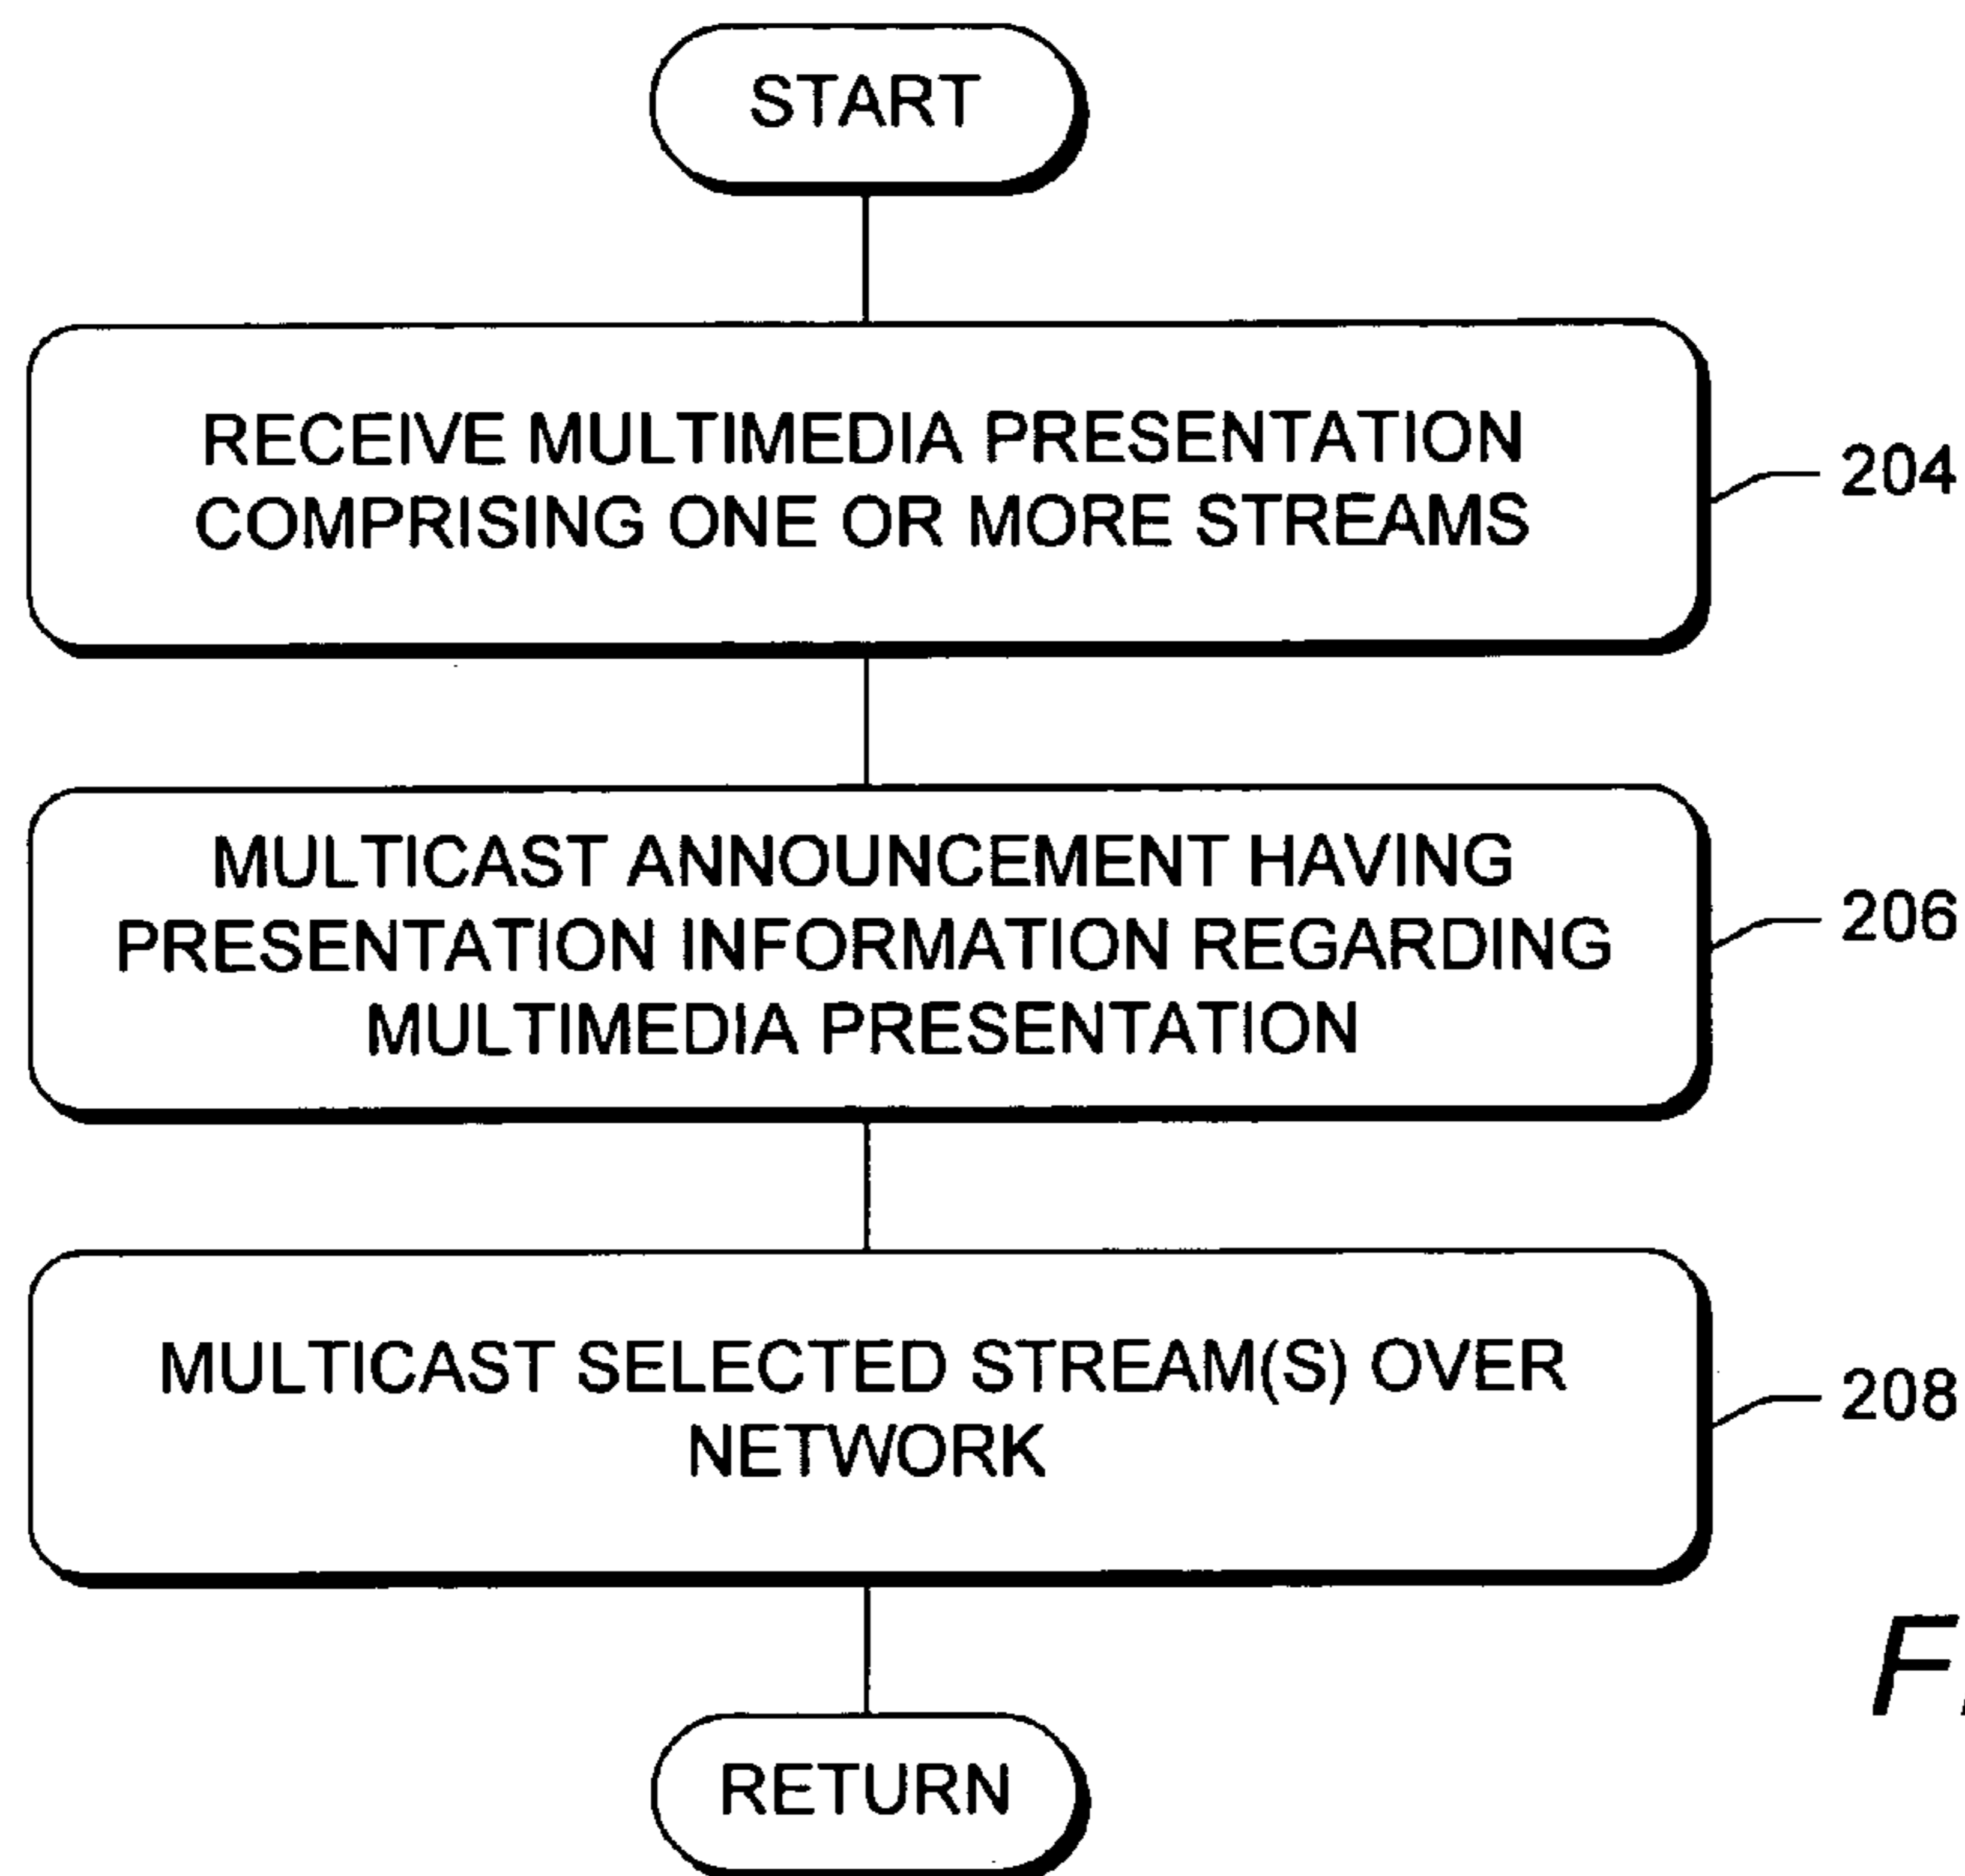 START
RECEIVE MULTIMEDIA PRESENTATION
COMPRISING ONE OR MORE STREAMS
204
MULTICAST ANNOUNCEMENT HAVING
PRESENTATION INFORMATION REGARDING
MULTIMEDIA PRESENTATION
206
MULTICAST SELECTED STREAM(S) OVER
NETWORK
208
RETURN